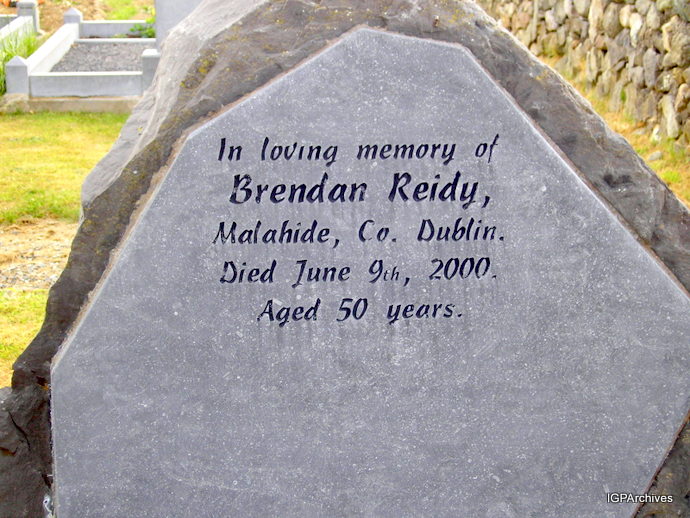 In loving memory of
Brendan Reidy,
Malahide, Co. Dublin.
Died June 9th, 2000.
Aged 50 years.
IGPArchives